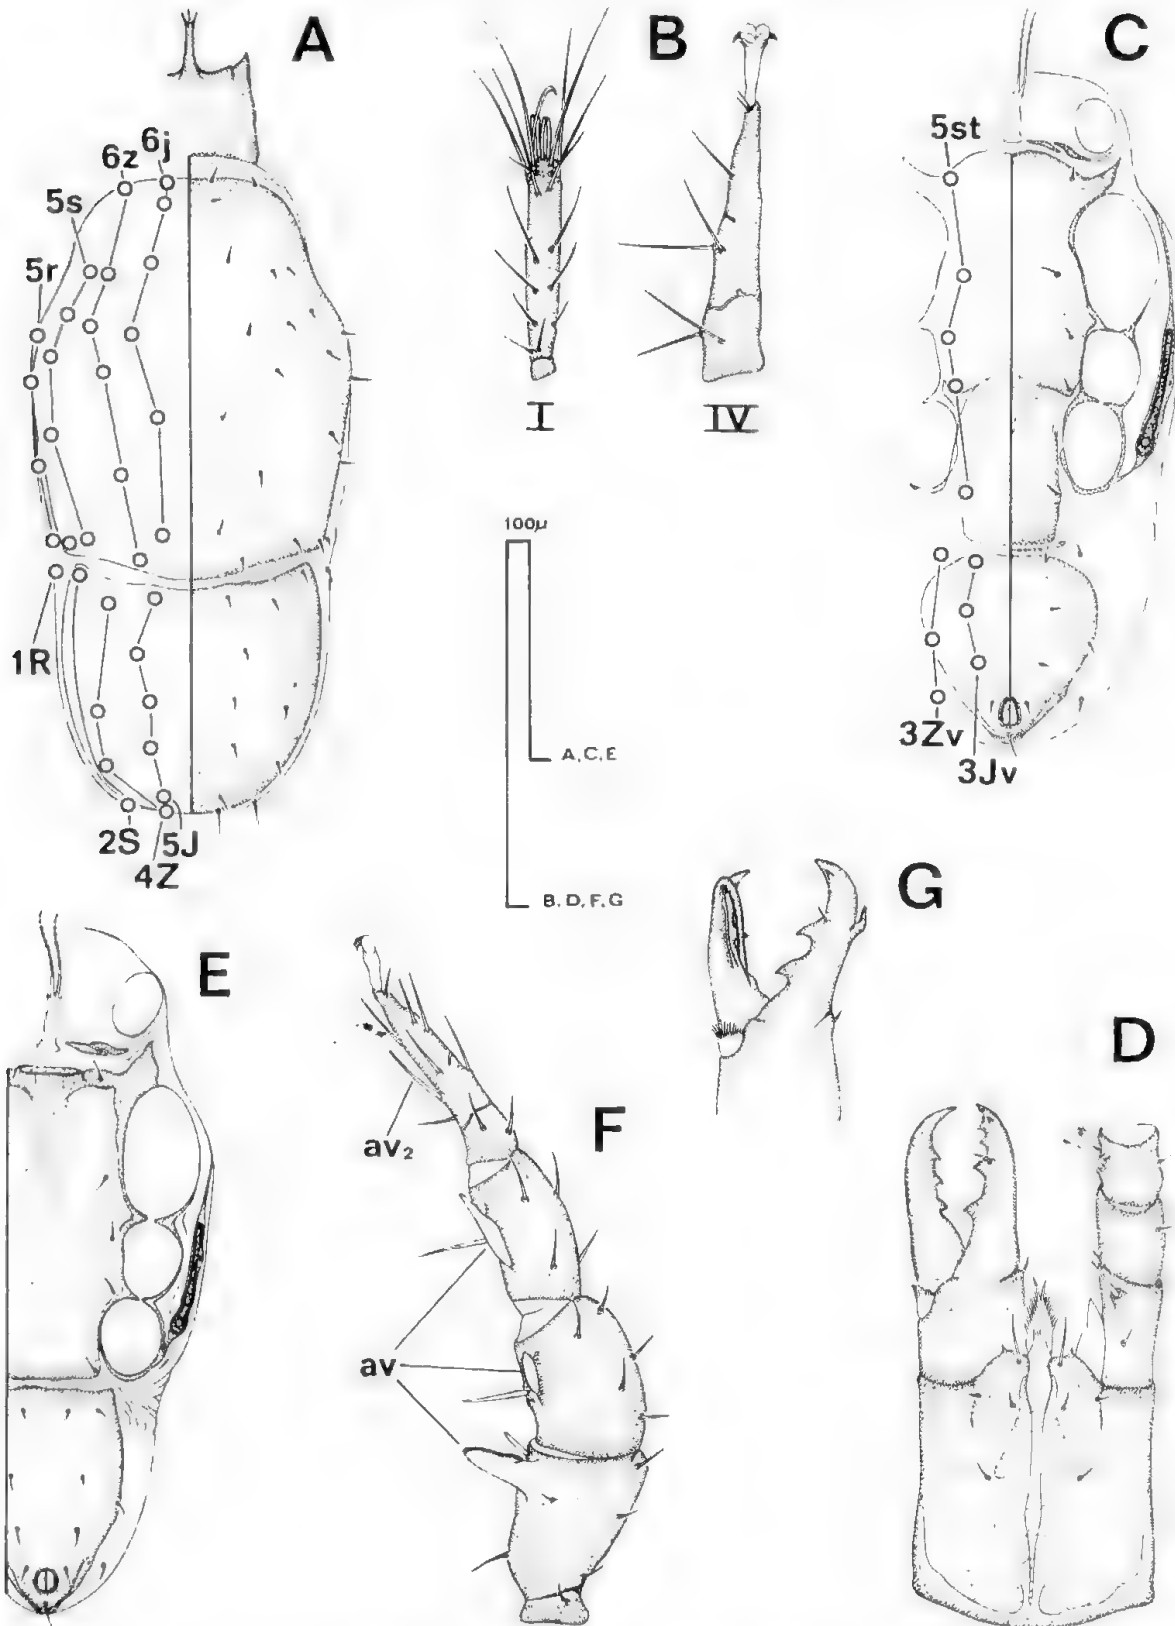 A
B
C
6z 6j
5s
5r
5st
I
IV
100μ
1R
A, C, E
3Zv
3Jv
2S 5J
4Z
B, D, F, G
G
E
D
F
av₂
av